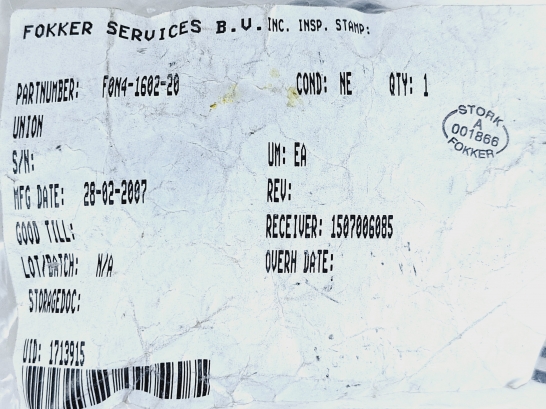 FOKKER SERVICES B.V. INC. INSP. STAMP:
PARTNUMBER: F0N4-1602-20 COND: NE QTY: 1
UNION
STORK
A
001866
FOKKER
S/N: UM: EA
MFG DATE: 28-02-2007 REV:
GOOD TILL: RECEIVER: 1507006085
LOT/BATCH: N/A OVERH DATE:
STORAGEDOC:
UID: 1713915